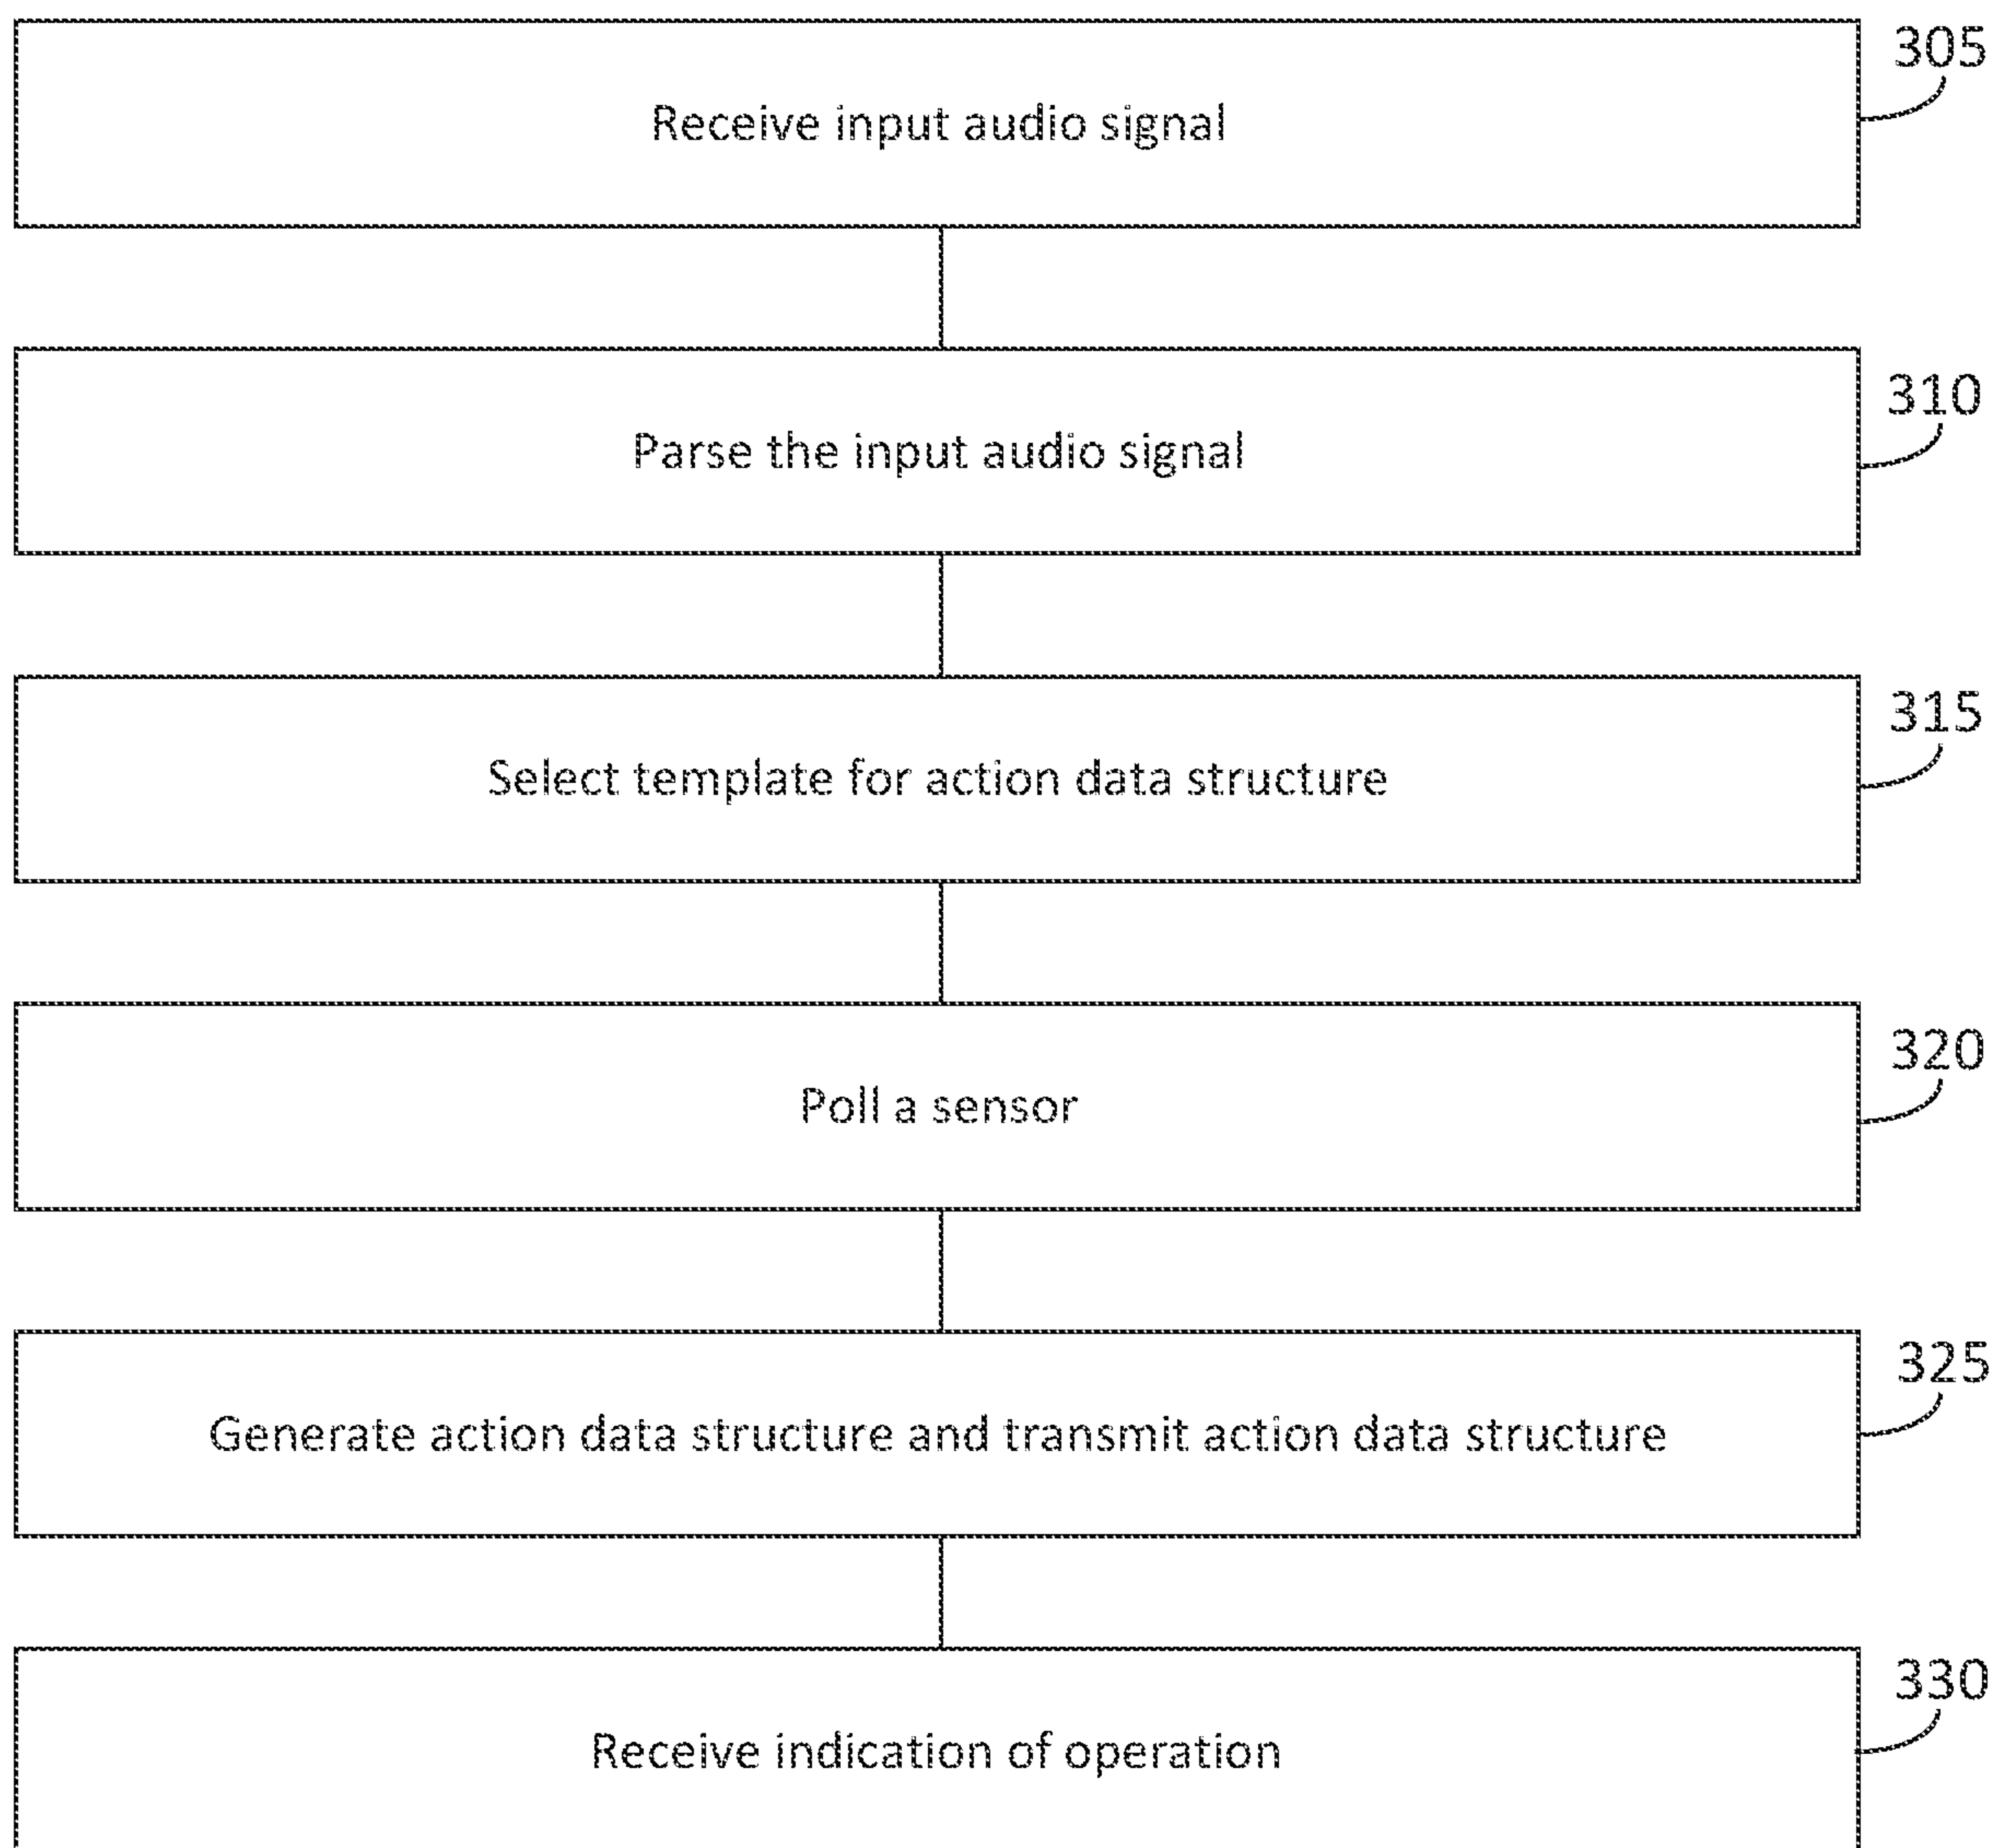 305
Receive input audio signal
310
Parse the input audio signal
315
Select template for action data structure
320
Poll a sensor
325
Generate action data structure and transmit action data structure
330
Receive indication of operation